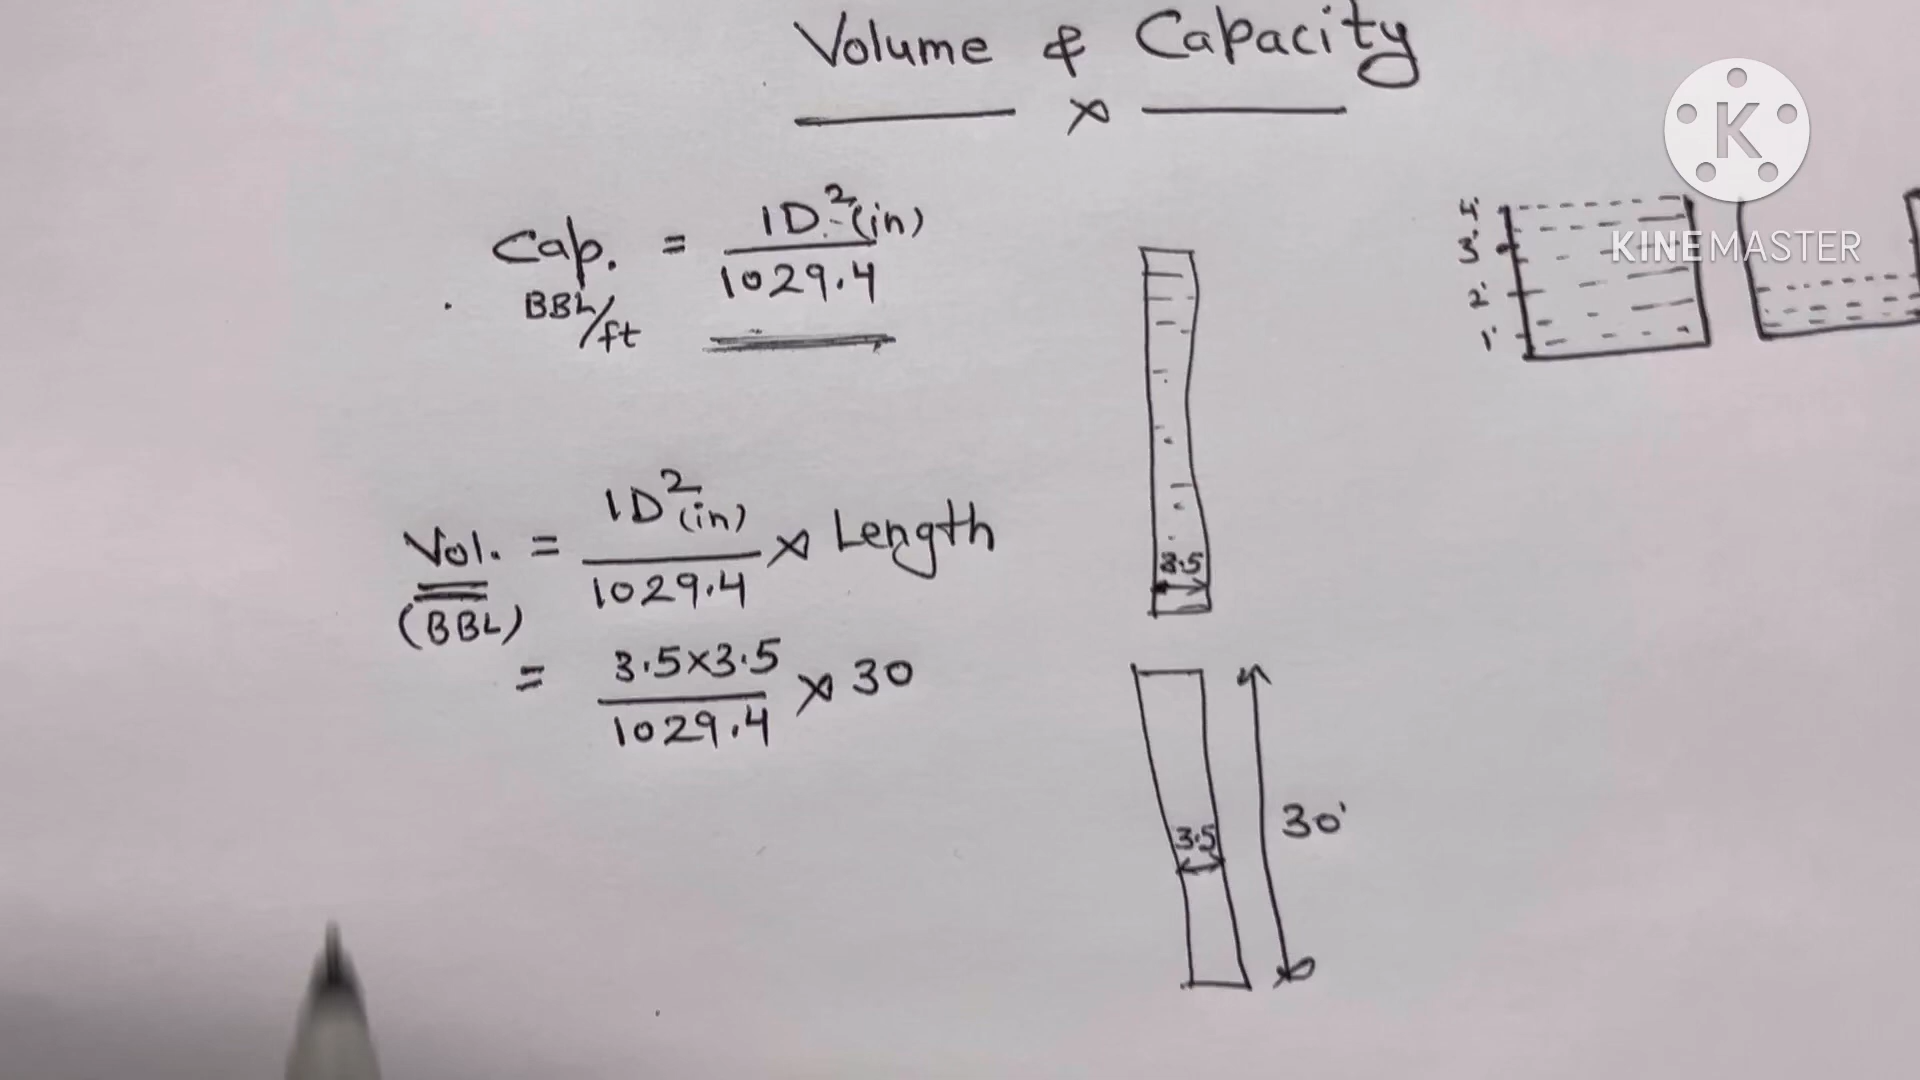 Volume & Capacity
x
Cap. = ID²(in) / 1029.4
BBL/ft
Vol. = ID²(in) / 1029.4 x Length
(BBL)
= 3.5x3.5 / 1029.4 x 30
3.5
3.5
30'
4'
3'
2'
1'
K
KINEMASTER